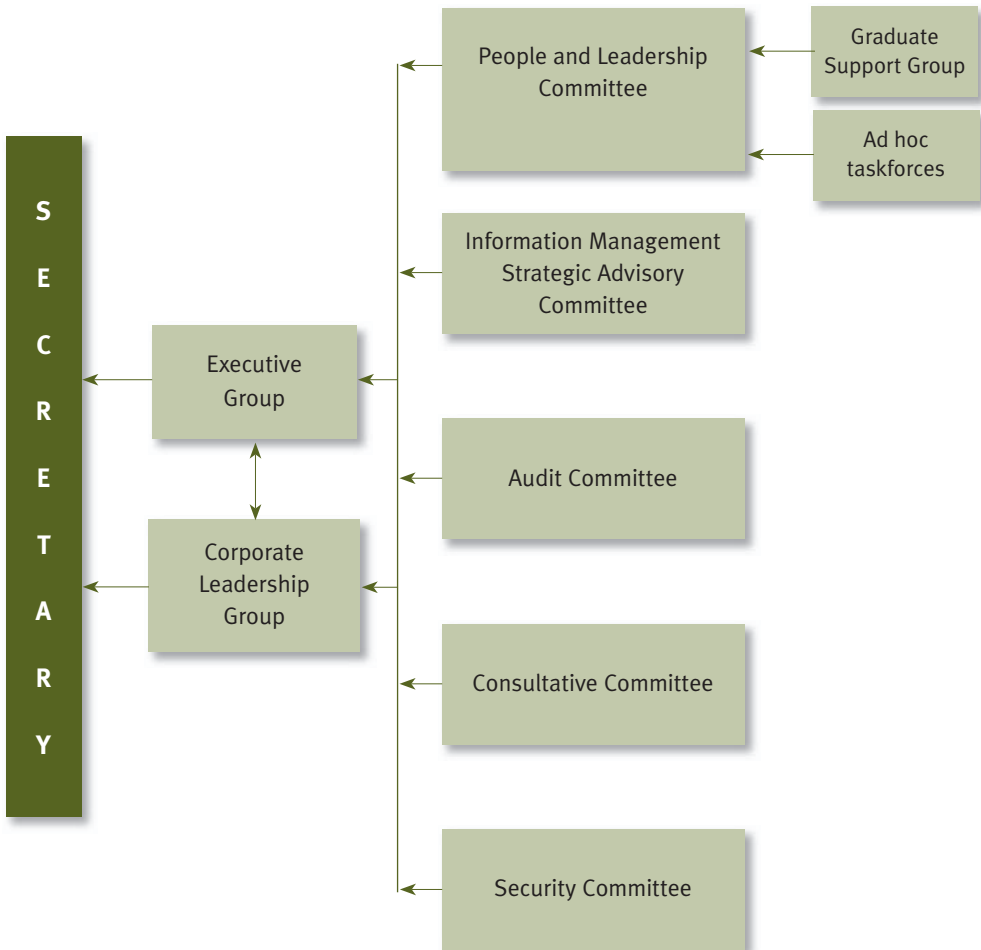 SECRETARY
Executive
Group
Corporate
Leadership
Group
People and Leadership
Committee
Graduate
Support Group
Ad hoc
taskforces
Information Management
Strategic Advisory
Committee
Audit Committee
Consultative Committee
Security Committee